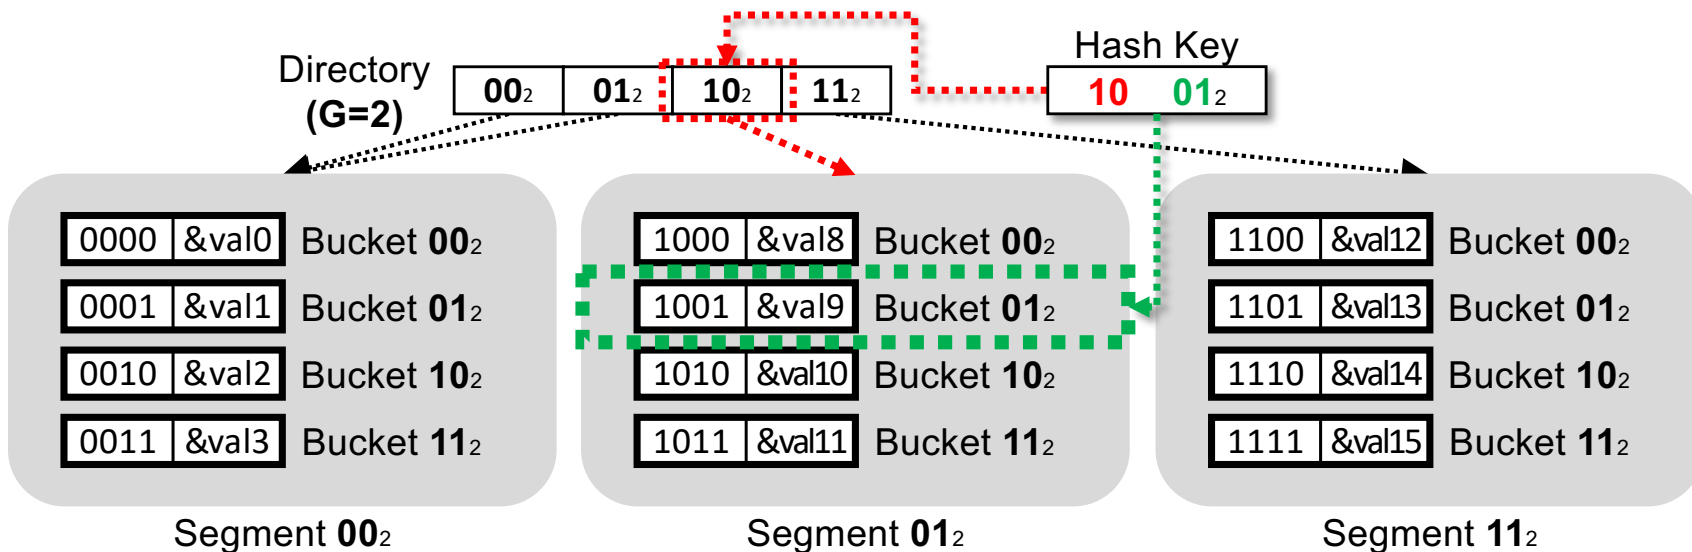 Directory
(G=2)
00₂ 01₂ 10₂ 11₂
Hash Key
10 01₂
0000 &val0 Bucket 00₂
0001 &val1 Bucket 01₂
0010 &val2 Bucket 10₂
0011 &val3 Bucket 11₂
Segment 00₂
1000 &val8 Bucket 00₂
1001 &val9 Bucket 01₂
1010 &val10 Bucket 10₂
1011 &val11 Bucket 11₂
Segment 01₂
1100 &val12 Bucket 00₂
1101 &val13 Bucket 01₂
1110 &val14 Bucket 10₂
1111 &val15 Bucket 11₂
Segment 11₂